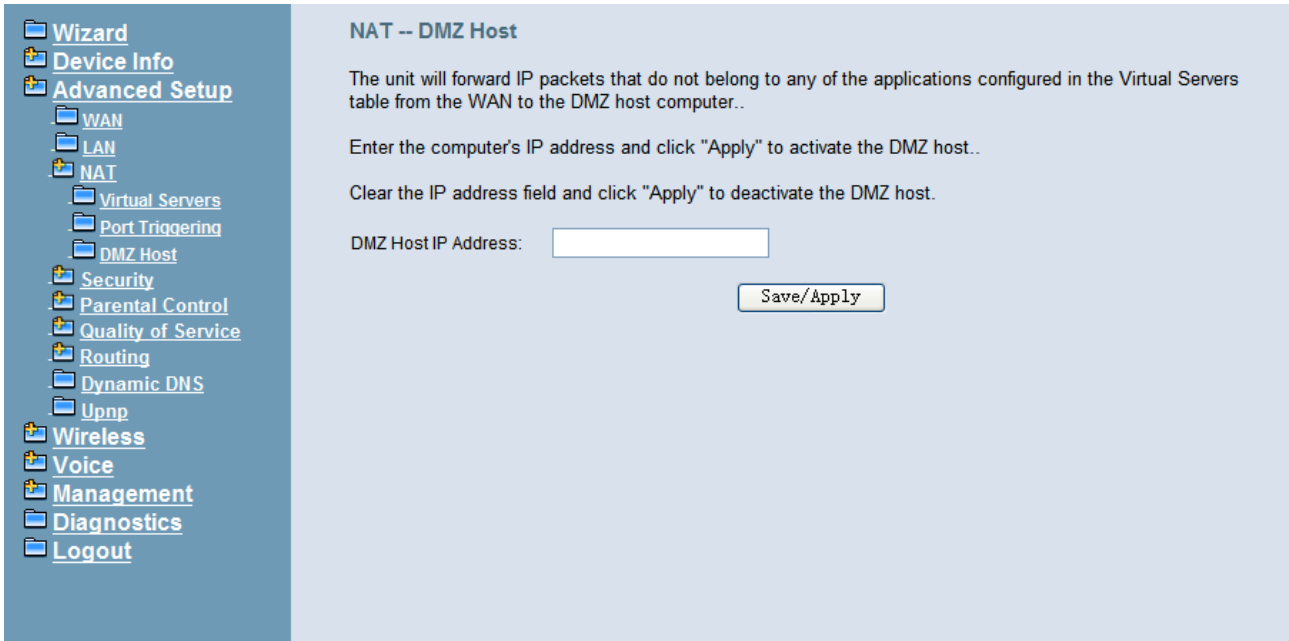 Wizard
Device Info
Advanced Setup
WAN
LAN
NAT
Virtual Servers
Port Triggering
DMZ Host
Security
Parental Control
Quality of Service
Routing
Dynamic DNS
Upnp
Wireless
Voice
Management
Diagnostics
Logout
NAT -- DMZ Host
The unit will forward IP packets that do not belong to any of the applications configured in the Virtual Servers
table from the WAN to the DMZ host computer..
Enter the computer's IP address and click "Apply" to activate the DMZ host..
Clear the IP address field and click "Apply" to deactivate the DMZ host.
DMZ Host IP Address:
Save/Apply